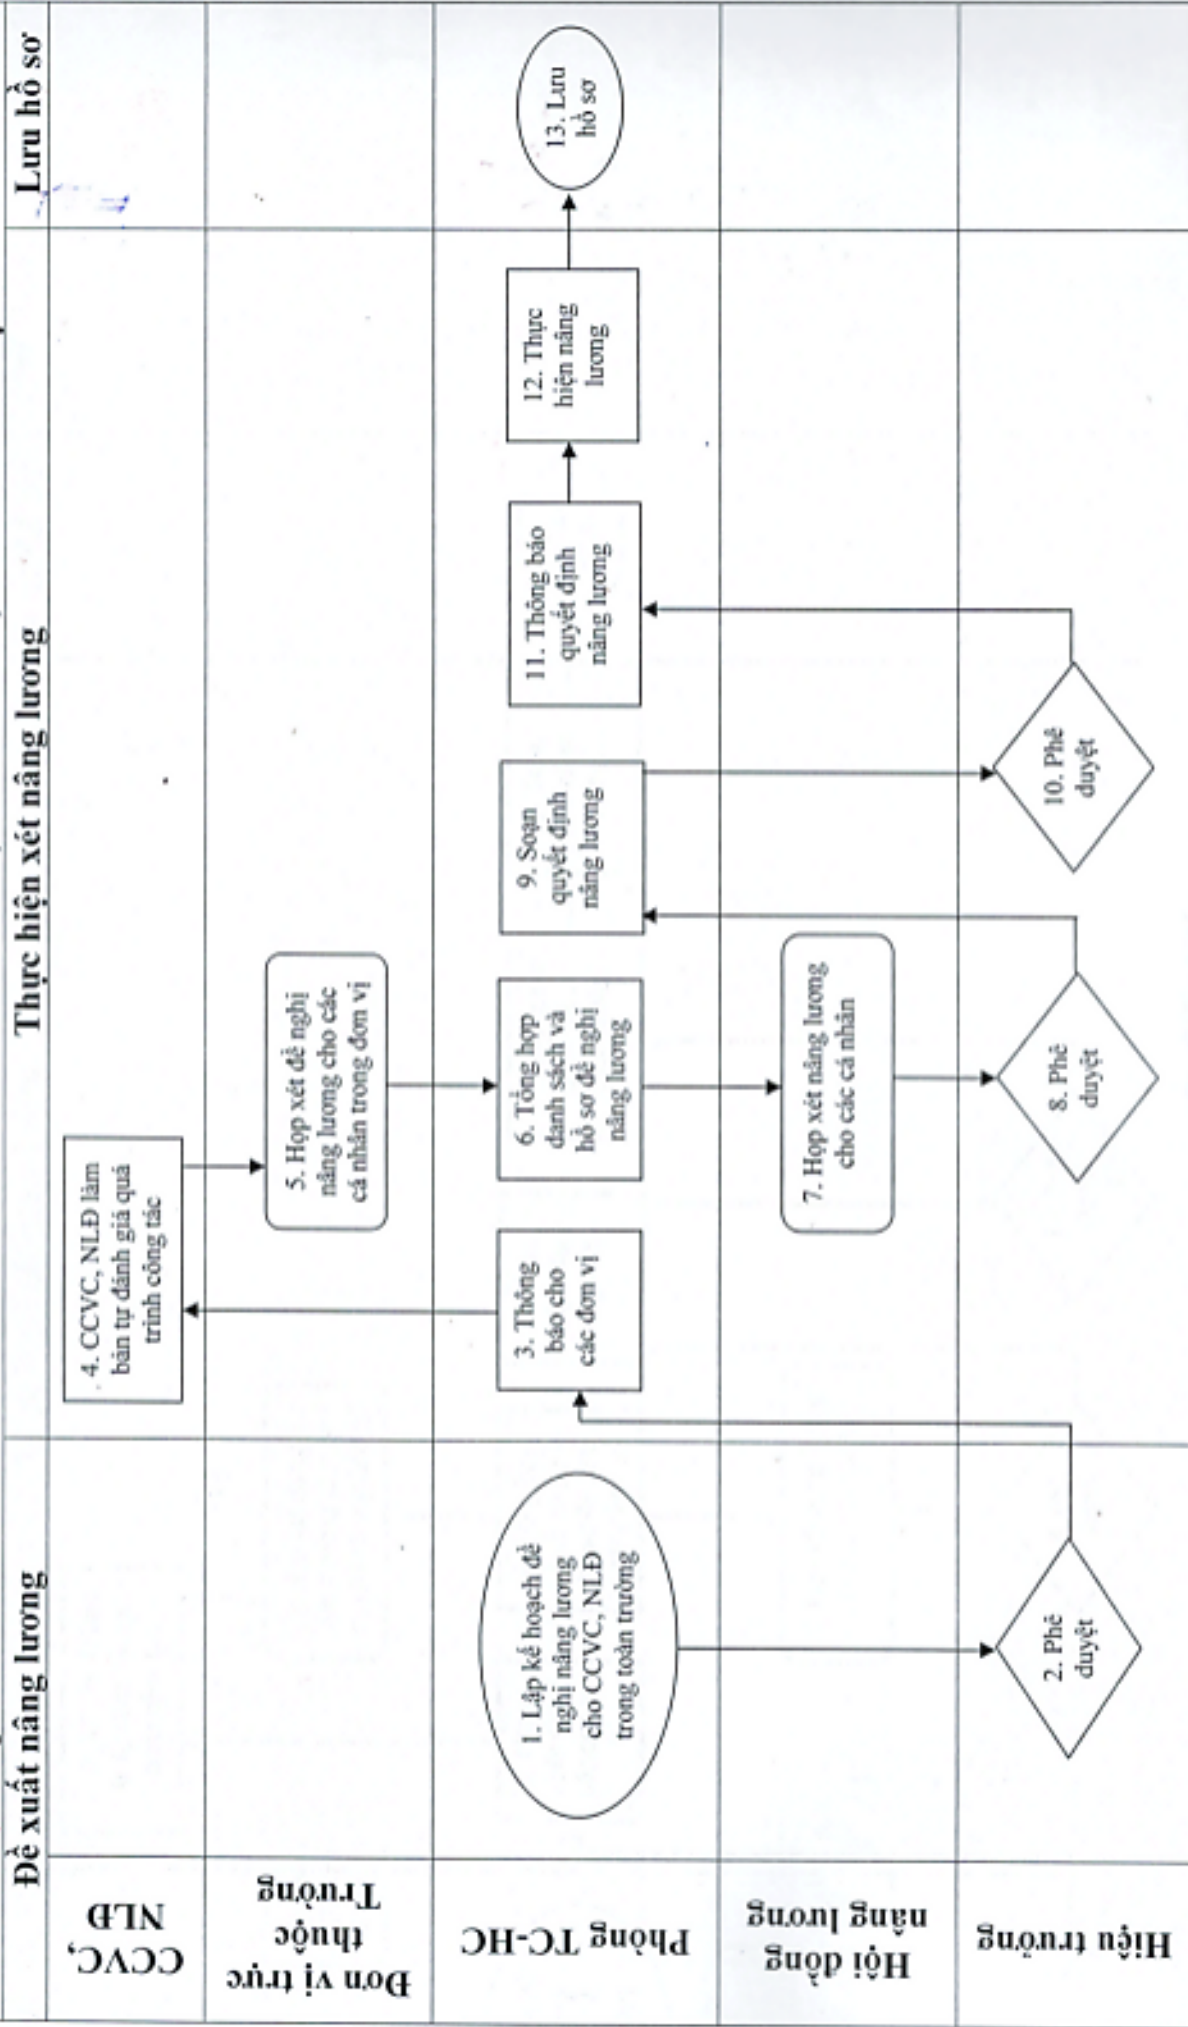 Đề xuất nâng lương
Thực hiện xét nâng lương
Lưu hồ sơ
CCVC,
NLĐ
4. CCVC, NLĐ làm
bản tự đánh giá quá
trình công tác
Đơn vị trực
thuộc
Trường
5. Họp xét đề nghị
nâng lương cho các
cá nhân trong đơn vị
Phòng TC-HC
1. Lập kế hoạch đề
nghị nâng lương
cho CCVC, NLĐ
trong toàn trường
3. Thông
báo cho
các đơn vị
6. Tổng hợp
danh sách và
hồ sơ đề nghị
nâng lương
9. Soạn
quyết định
nâng lương
11. Thông báo
quyết định
nâng lương
12. Thực
hiện nâng
lương
13. Lưu
hồ sơ
Hội đồng
nâng lương
7. Họp xét nâng lương
cho các cá nhân
Hiệu trưởng
2. Phê
duyệt
8. Phê
duyệt
10. Phê
duyệt